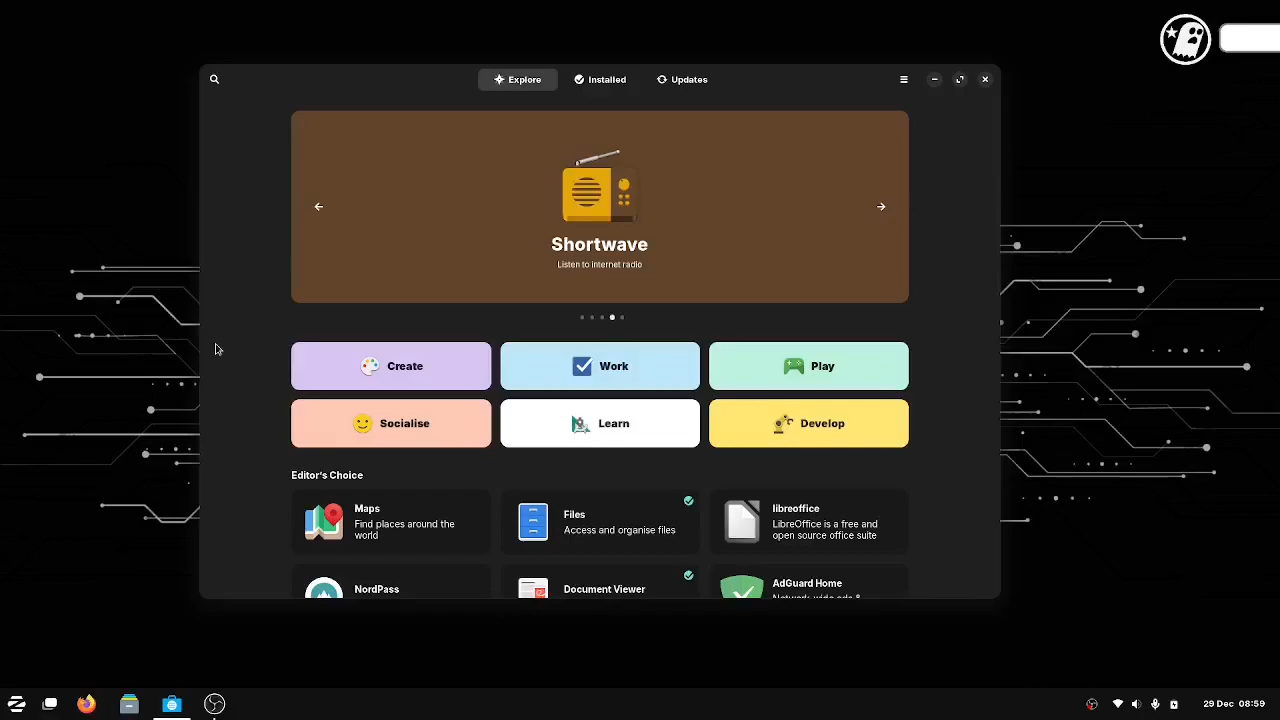 Explore Installed Updates
Shortwave
Listen to internet radio
Create Work Play
Socialise Learn Develop
Editor's Choice
Maps
Find places around the
world
Files
Access and organise files
libreoffice
LibreOffice is a free and
open source office suite
NordPass
Document Viewer
AdGuard Home
29 Dec 08:59